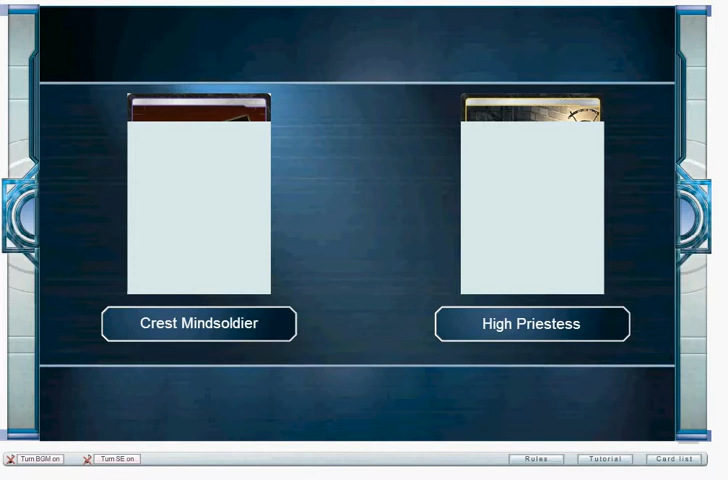 Crest Mindsoldier
High Priestess
Turn BGM on
Turn SE on
Rules
Tutorial
Card list